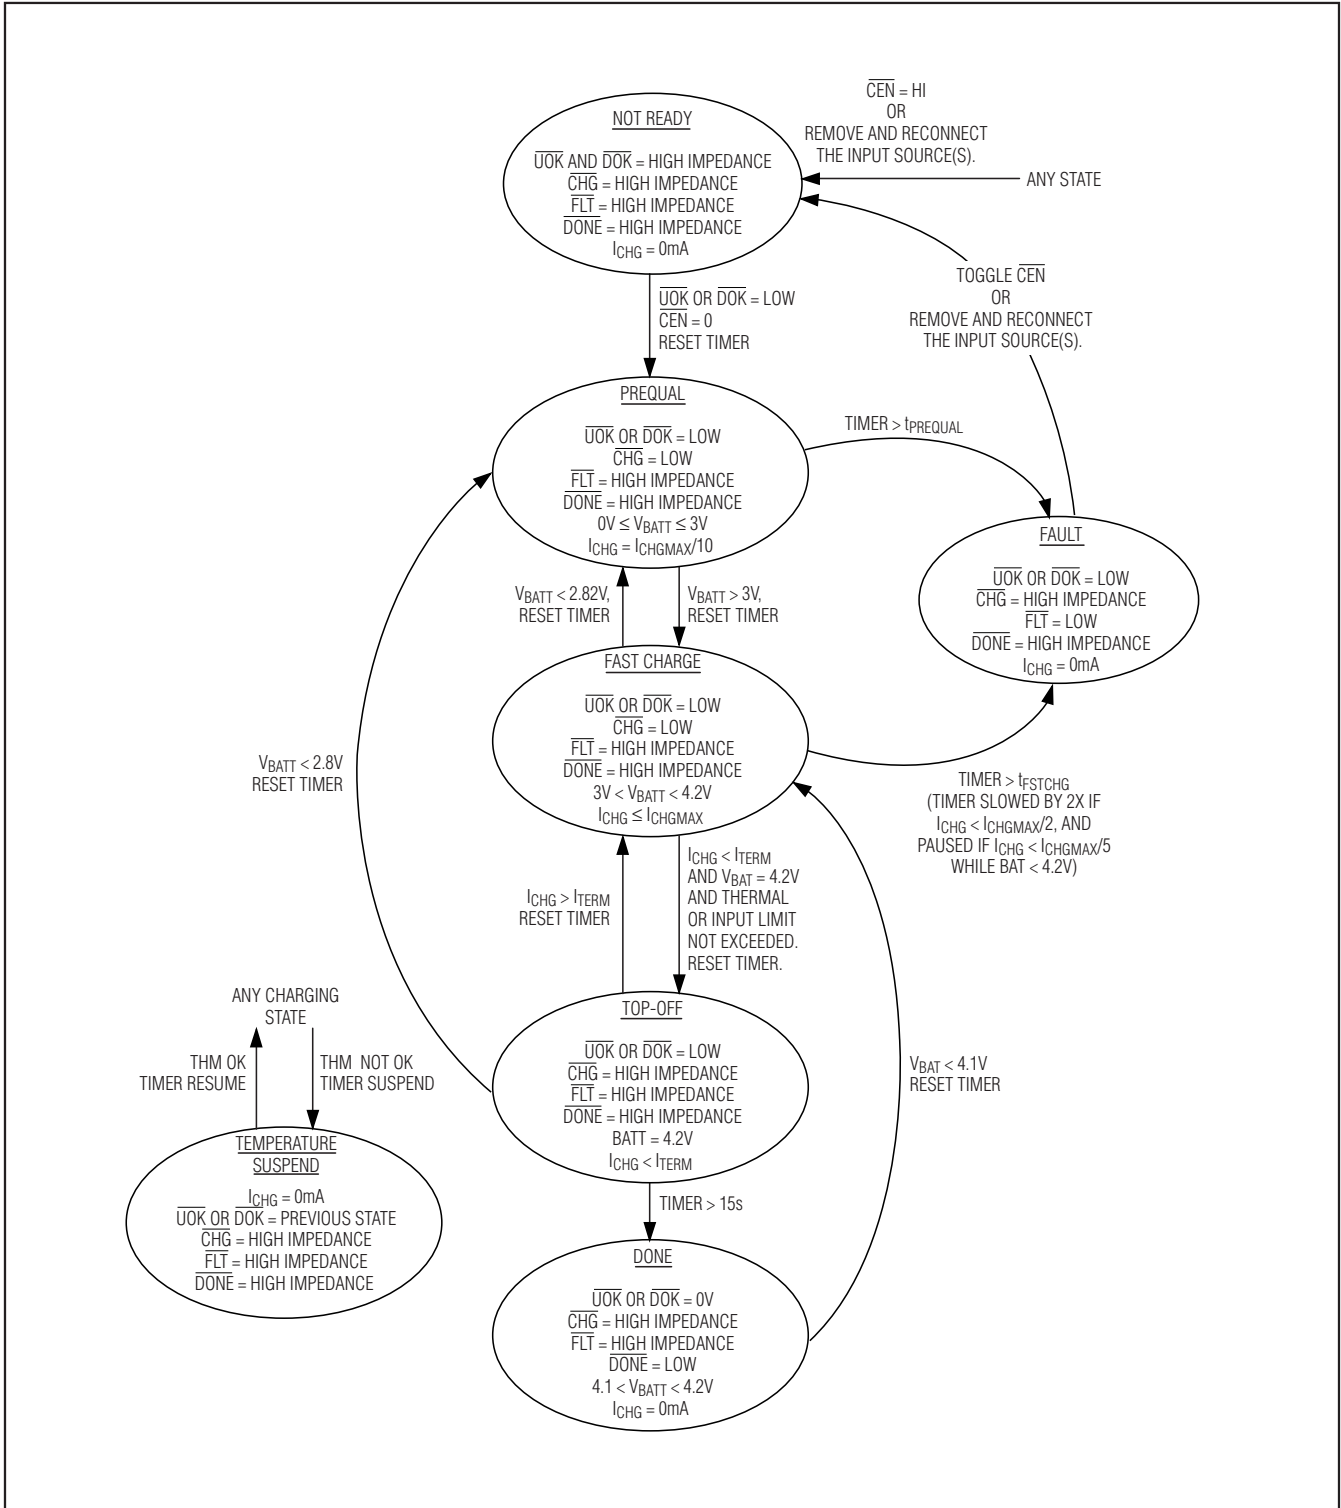 NOT READY
UOK AND DOK = HIGH IMPEDANCE
CHG = HIGH IMPEDANCE
FLT = HIGH IMPEDANCE
DONE = HIGH IMPEDANCE
ICHG = 0mA
CEN = HI
OR
REMOVE AND RECONNECT
THE INPUT SOURCE(S).
ANY STATE
TOGGLE CEN
OR
REMOVE AND RECONNECT
THE INPUT SOURCE(S).
UOK OR DOK = LOW
CEN = 0
RESET TIMER
PREQUAL
UOK OR DOK = LOW
CHG = LOW
FLT = HIGH IMPEDANCE
DONE = HIGH IMPEDANCE
0V ≤ VBATT ≤ 3V
ICHG = ICHGMAX/10
TIMER > tPREQUAL
FAULT
UOK OR DOK = LOW
CHG = HIGH IMPEDANCE
FLT = LOW
DONE = HIGH IMPEDANCE
ICHG = 0mA
VBATT < 2.82V,
RESET TIMER
VBATT > 3V,
RESET TIMER
FAST CHARGE
UOK OR DOK = LOW
CHG = LOW
FLT = HIGH IMPEDANCE
DONE = HIGH IMPEDANCE
3V < VBATT < 4.2V
ICHG ≤ ICHGMAX
VBATT < 2.8V
RESET TIMER
TIMER > tFSTCHG
(TIMER SLOWED BY 2X IF
ICHG < ICHGMAX/2, AND
PAUSED IF ICHG < ICHGMAX/5
WHILE BAT < 4.2V)
ICHG > ITERM
RESET TIMER
ICHG < ITERM
AND VBAT = 4.2V
AND THERMAL
OR INPUT LIMIT
NOT EXCEEDED.
RESET TIMER.
TOP-OFF
UOK OR DOK = LOW
CHG = HIGH IMPEDANCE
FLT = HIGH IMPEDANCE
DONE = HIGH IMPEDANCE
BATT = 4.2V
ICHG < ITERM
VBAT < 4.1V
RESET TIMER
ANY CHARGING
STATE
THM OK
TIMER RESUME
THM NOT OK
TIMER SUSPEND
TEMPERATURE
SUSPEND
ICHG = 0mA
UOK OR DOK = PREVIOUS STATE
CHG = HIGH IMPEDANCE
FLT = HIGH IMPEDANCE
DONE = HIGH IMPEDANCE
TIMER > 15s
DONE
UOK OR DOK = 0V
CHG = HIGH IMPEDANCE
FLT = HIGH IMPEDANCE
DONE = LOW
4.1 < VBATT < 4.2V
ICHG = 0mA